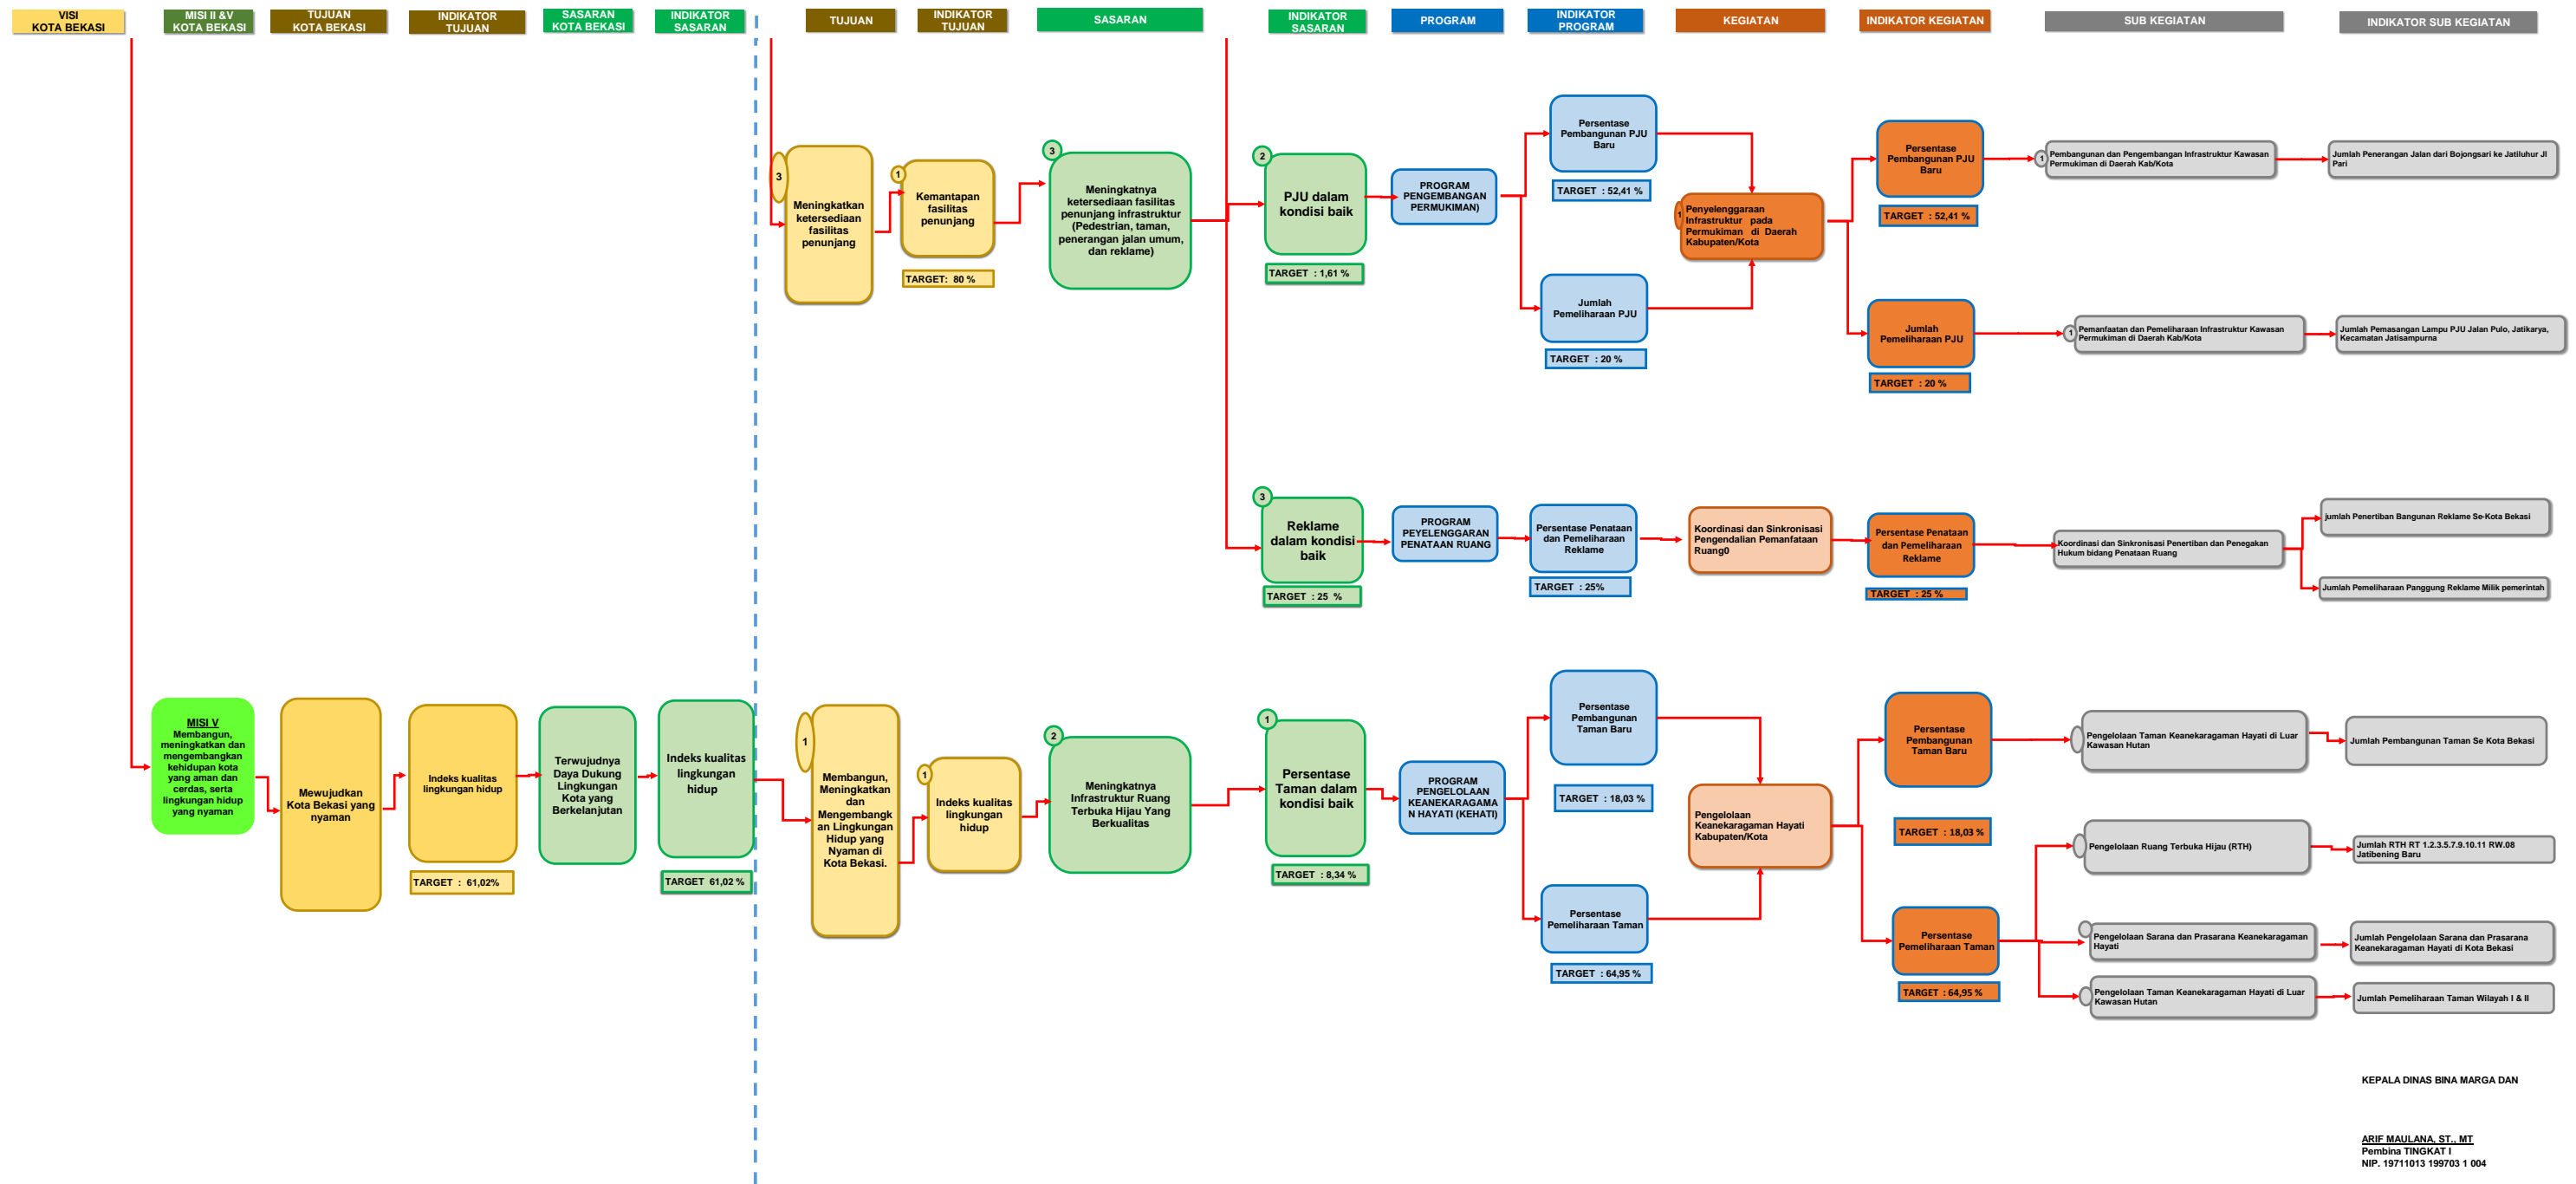 VISI
KOTA BEKASI
MISI II &V
KOTA BEKASI
TUJUAN
KOTA BEKASI
INDIKATOR
TUJUAN
SASARAN
KOTA BEKASI
INDIKATOR
SASARAN
TUJUAN
INDIKATOR
TUJUAN
SASARAN
INDIKATOR
SASARAN
PROGRAM
INDIKATOR
PROGRAM
KEGIATAN
INDIKATOR KEGIATAN
SUB KEGIATAN
INDIKATOR SUB KEGIATAN
3
Meningkatkan
ketersediaan
fasilitas
penunjang
1
Kemantapan
fasilitas
penunjang
TARGET: 80 %
3
Meningkatnya
ketersediaan fasilitas
penunjang infrastruktur
(Pedestrian, taman,
penerangan jalan umum,
dan reklame)
2
PJU dalam
kondisi baik
TARGET : 1,61 %
PROGRAM
PENGEMBANGAN
PERMUKIMAN)
Persentase
Pembangunan PJU
Baru
TARGET : 52,41 %
Jumlah
Pemeliharaan PJU
TARGET : 20 %
1
Penyelenggaraan
Infrastruktur pada
Permukiman di Daerah
Kabupaten/Kota
Persentase
Pembangunan PJU
Baru
TARGET : 52,41 %
Jumlah
Pemeliharaan PJU
TARGET : 20 %
1
Pembangunan dan Pengembangan Infrastruktur Kawasan
Permukiman di Daerah Kab/Kota
Jumlah Penerangan Jalan dari Bojongsari ke Jatiluhur Jl
Pari
1
Pemanfaatan dan Pemeliharaan Infrastruktur Kawasan
Permukiman di Daerah Kab/Kota
Jumlah Pemasangan Lampu PJU Jalan Pulo, Jatikarya,
Kecamatan Jatisampurna
3
Reklame
dalam kondisi
baik
TARGET : 25 %
PROGRAM
PEYELENGGARAN
PENATAAN RUANG
Persentase Penataan
dan Pemeliharaan
Reklame
TARGET : 25%
Koordinasi dan Sinkronisasi
Pengendalian Pemanfataan
Ruang0
Persentase Penataan
dan Pemeliharaan
Reklame
TARGET : 25 %
Koordinasi dan Sinkronisasi Penertiban dan Penegakan
Hukum bidang Penataan Ruang
jumlah Penertiban Bangunan Reklame Se-Kota Bekasi
Jumlah Pemeliharaan Panggung Reklame Milik pemerintah
MISI V
Membangun,
meningkatkan dan
mengembangkan
kehidupan kota
yang aman dan
cerdas, serta
lingkungan hidup
yang nyaman
Mewujudkan
Kota Bekasi yang
nyaman
Indeks kualitas
lingkungan hidup
TARGET : 61,02%
Terwujudnya
Daya Dukung
Lingkungan
Kota yang
Berkelanjutan
Indeks kualitas
lingkungan
hidup
TARGET 61,02 %
1
Membangun,
Meningkatkan
dan
Mengembangk
an Lingkungan
Hidup yang
Nyaman di
Kota Bekasi.
1
Indeks kualitas
lingkungan
hidup
2
Meningkatnya
Infrastruktur Ruang
Terbuka Hijau Yang
Berkualitas
1
Persentase
Taman dalam
kondisi baik
TARGET : 8,34 %
PROGRAM
PENGELOLAAN
KEANEKARAGAMA
N HAYATI (KEHATI)
Persentase
Pembangunan
Taman Baru
TARGET : 18,03 %
Persentase
Pemeliharaan Taman
TARGET : 64,95 %
Pengelolaan
Keanekaragaman Hayati
Kabupaten/Kota
Persentase
Pembangunan
Taman Baru
TARGET : 18,03 %
Persentase
Pemeliharaan Taman
TARGET : 64,95 %
Pengelolaan Taman Keanekaragaman Hayati di Luar
Kawasan Hutan
Jumlah Pembangunan Taman Se Kota Bekasi
Pengelolaan Ruang Terbuka Hijau (RTH)
Jumlah RTH RT 1.2.3.5.7.9.10.11 RW.08
Jatibening Baru
Pengelolaan Sarana dan Prasarana Keanekaragaman
Hayati
Jumlah Pengelolaan Sarana dan Prasarana
Keanekaragaman Hayati di Kota Bekasi
Pengelolaan Taman Keanekaragaman Hayati di Luar
Kawasan Hutan
Jumlah Pemeliharaan Taman Wilayah I & II
KEPALA DINAS BINA MARGA DAN
ARIF MAULANA, ST., MT
Pembina TINGKAT I
NIP. 19711013 199703 1 004